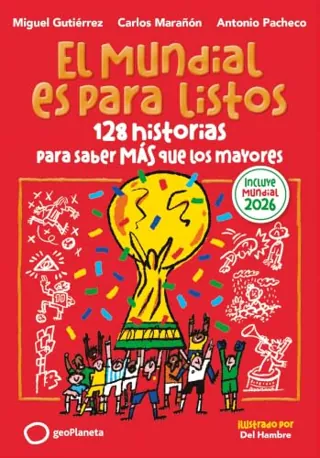 Miguel Gutiérrez Carlos Marañón Antonio Pacheco
El Mundial
es para listos
128 historias
para saber MÁS que los mayores
INCLUYE
MUNDIAL
2026
geoPlaneta
ilustrado por
Del Hambre